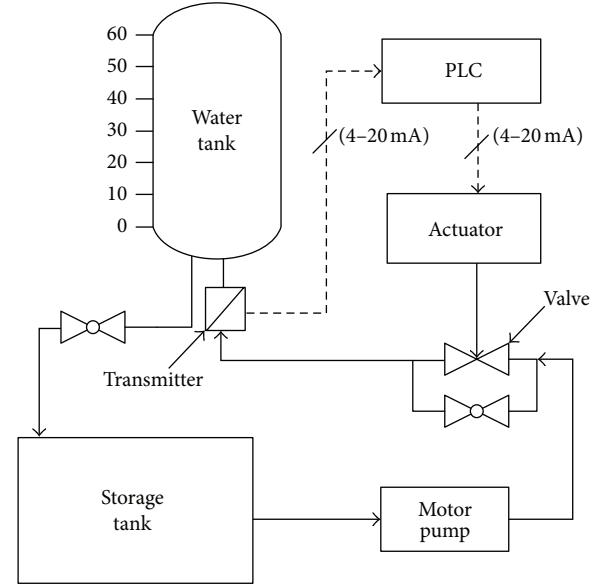 60
50
40
30
20
10
0
Water
tank
PLC
(4–20 mA)
(4–20 mA)
Actuator
Valve
Transmitter
Storage
tank
Motor
pump